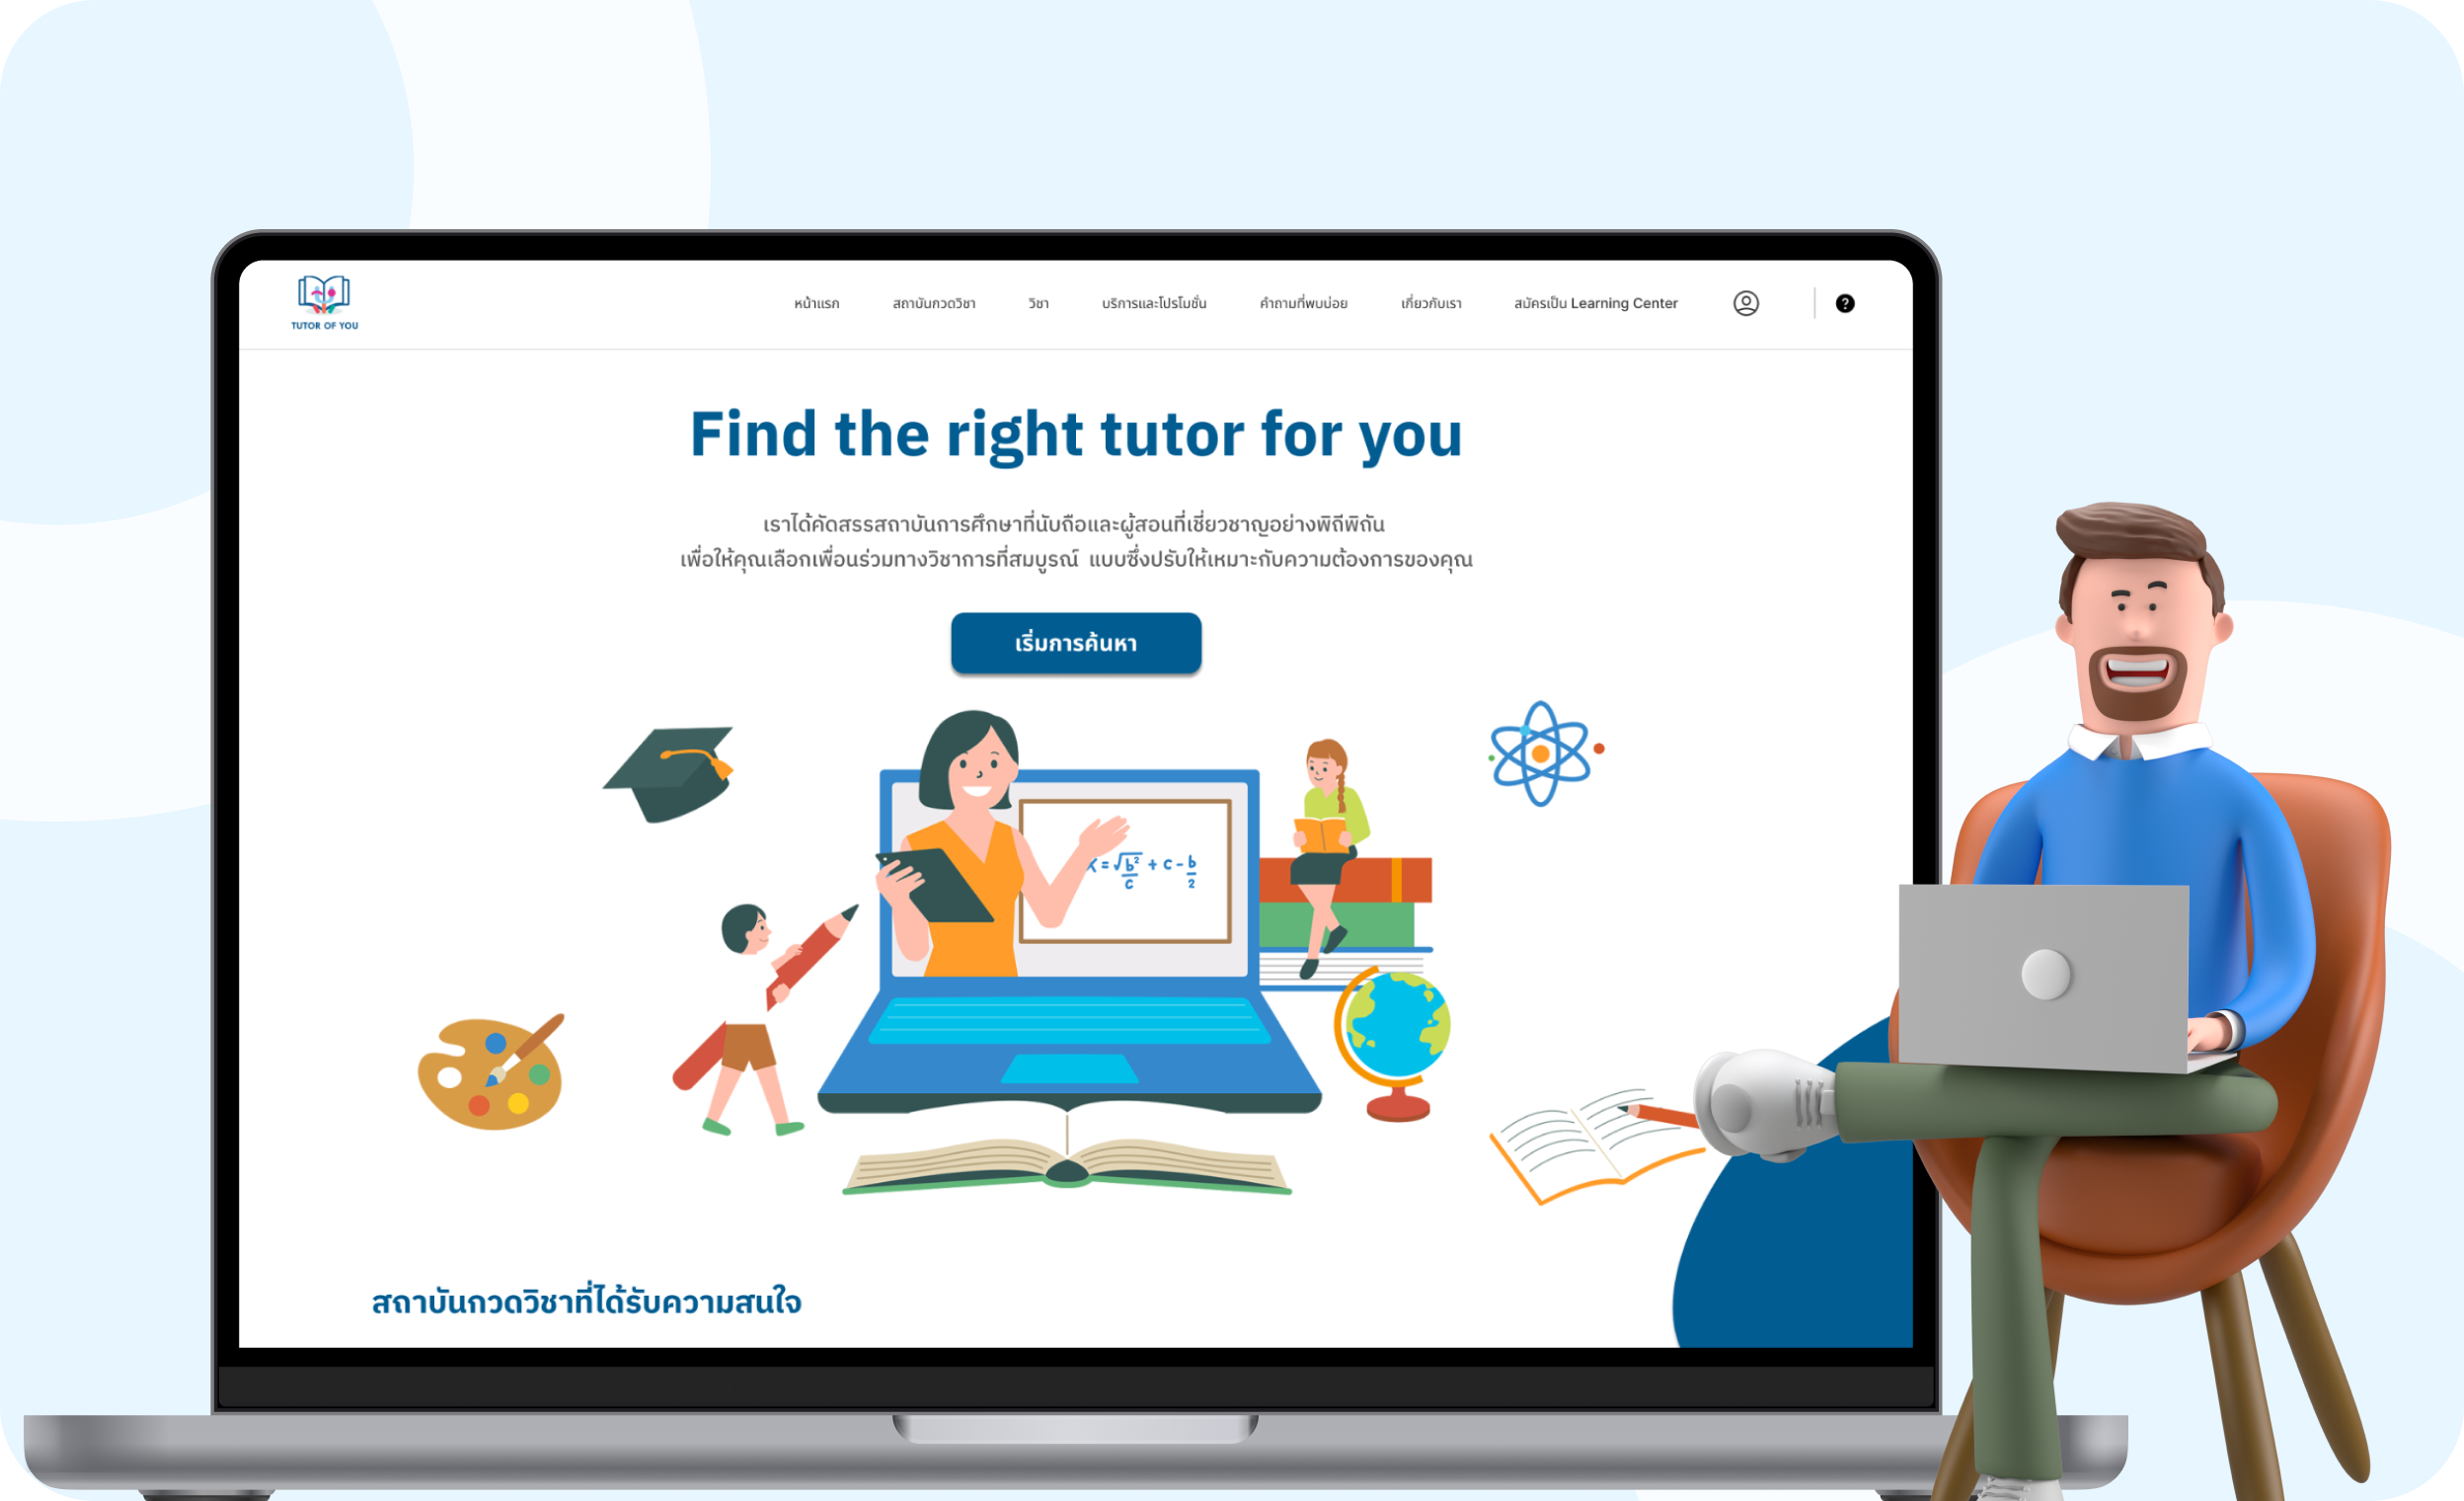 TUTOR OF YOU
หน้าแรก สถาบันกวดวิชา วิชา บริการและโปรโมชั่น คำถามที่พบบ่อย เกี่ยวกับเรา สมัครเป็น Learning Center ?
Find the right tutor for you
เราได้คัดสรรสถาบันการศึกษาที่นับถือและผู้สอนที่เชี่ยวชาญอย่างพิถีพิถัน
เพื่อให้คุณเลือกเพื่อนร่วมทางวิชาการที่สมบูรณ์ แบบซึ่งปรับให้เหมาะกับความต้องการของคุณ
เริ่มการค้นหา
x = √b²/c + c - b/2
สถาบันกวดวิชาที่ได้รับความสนใจ